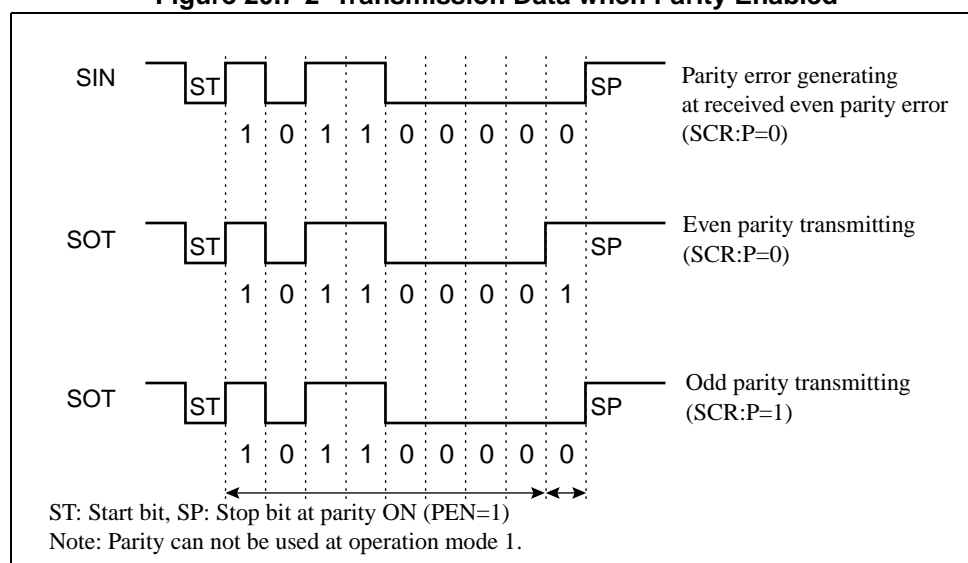 Figure 20.7-2 Transmission Data when Parity Enabled
SIN ST SP Parity error generating
at received even parity error
1 0 1 1 0 0 0 0 0 (SCR:P=0)
SOT ST SP Even parity transmitting
(SCR:P=0)
1 0 1 1 0 0 0 0 1
SOT ST SP Odd parity transmitting
(SCR:P=1)
1 0 1 1 0 0 0 0 0
ST: Start bit, SP: Stop bit at parity ON (PEN=1)
Note: Parity can not be used at operation mode 1.